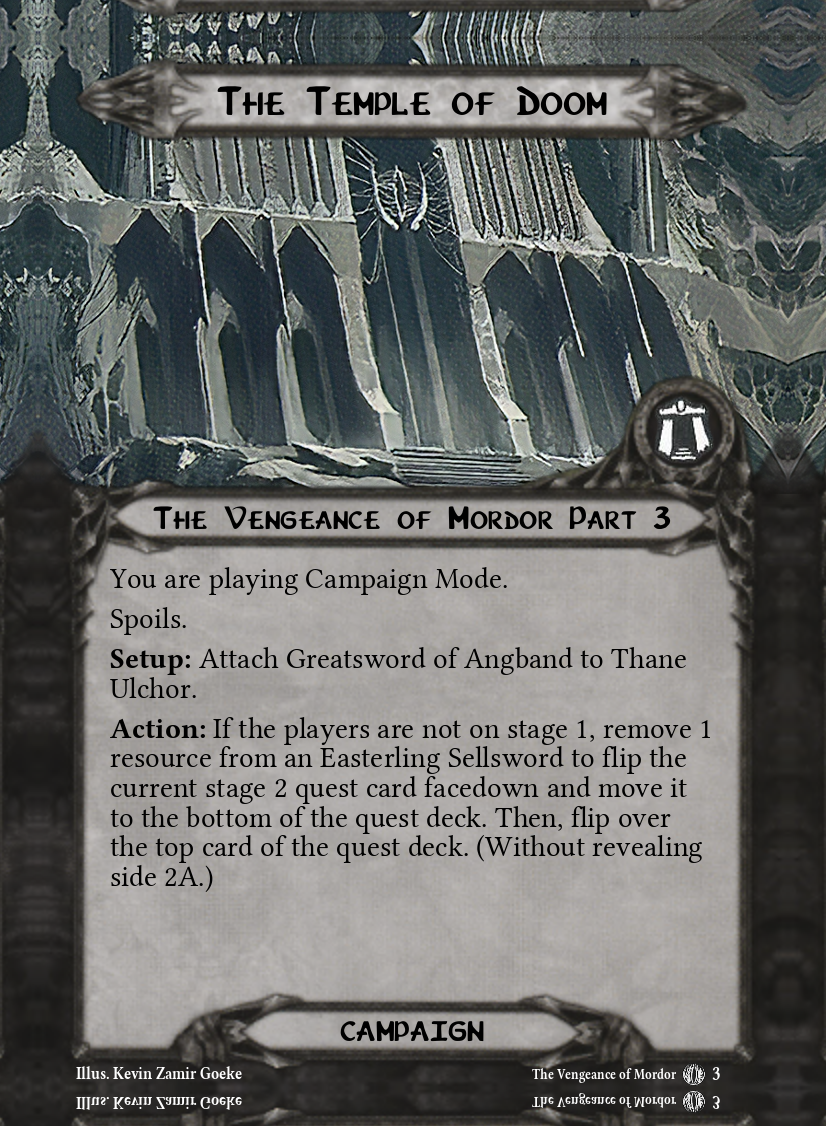 The Temple of Doom
The Vengeance of Mordor Part 3
You are playing Campaign Mode.
Spoils.
Setup: Attach Greatsword of Angband to Thane
Ulchor.
Action: If the players are not on stage 1, remove 1
resource from an Easterling Sellsword to flip the
current stage 2 quest card facedown and move it
to the bottom of the quest deck. Then, flip over
the top card of the quest deck. (Without revealing
side 2A.)
CAMPAIGN
Illus. Kevin Zamir Goeke
The Vengeance of Mordor 3
Illus. Kevin Zamir Goeke
The Vengeance of Mordor 3